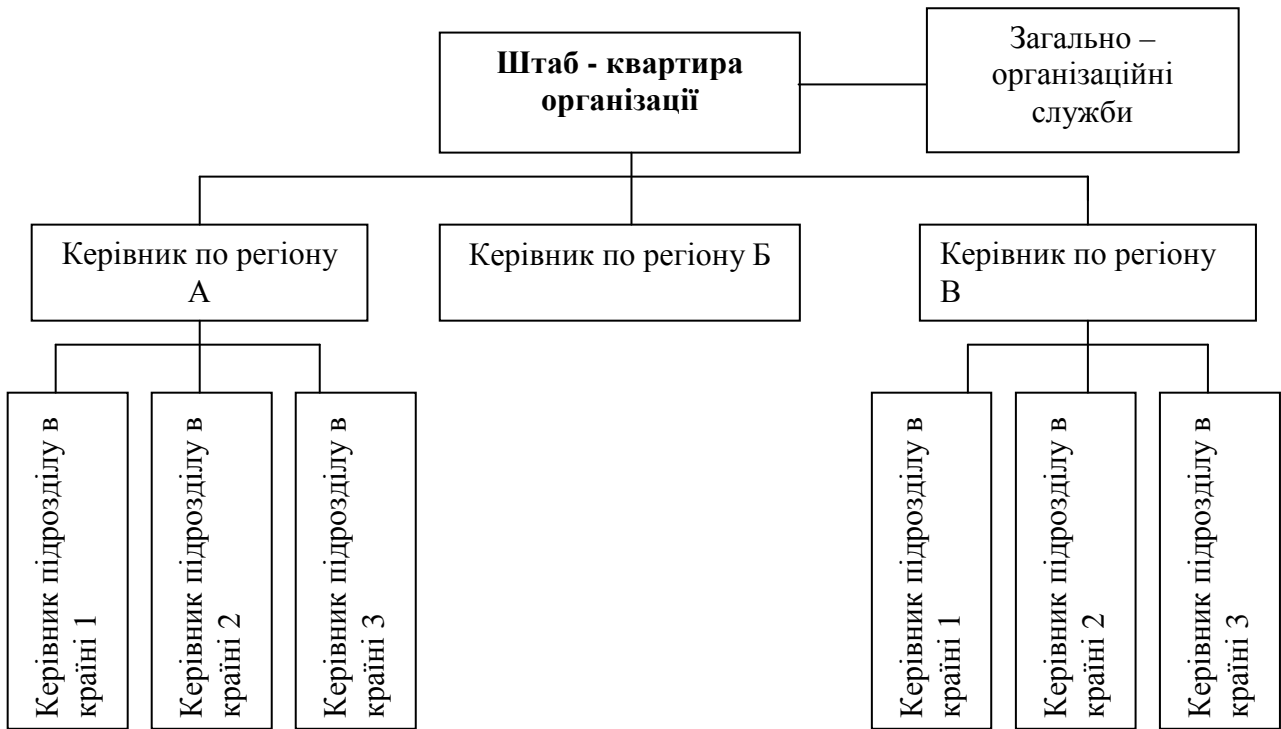 Штаб - квартира
організації
Загально –
організаційні
служби
Керівник по регіону
А
Керівник по регіону Б
Керівник по регіону
В
Керівник підрозділу в
країні 1
Керівник підрозділу в
країні 2
Керівник підрозділу в
країні 3
Керівник підрозділу в
країні 1
Керівник підрозділу в
країні 2
Керівник підрозділу в
країні 3